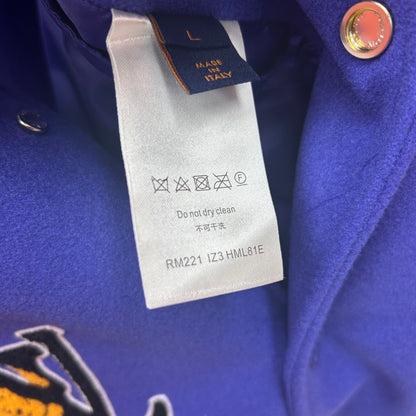 L
MADE IN
ITALY
F
Do not dry clean
不可干洗
RM221 IZ3 HML81E